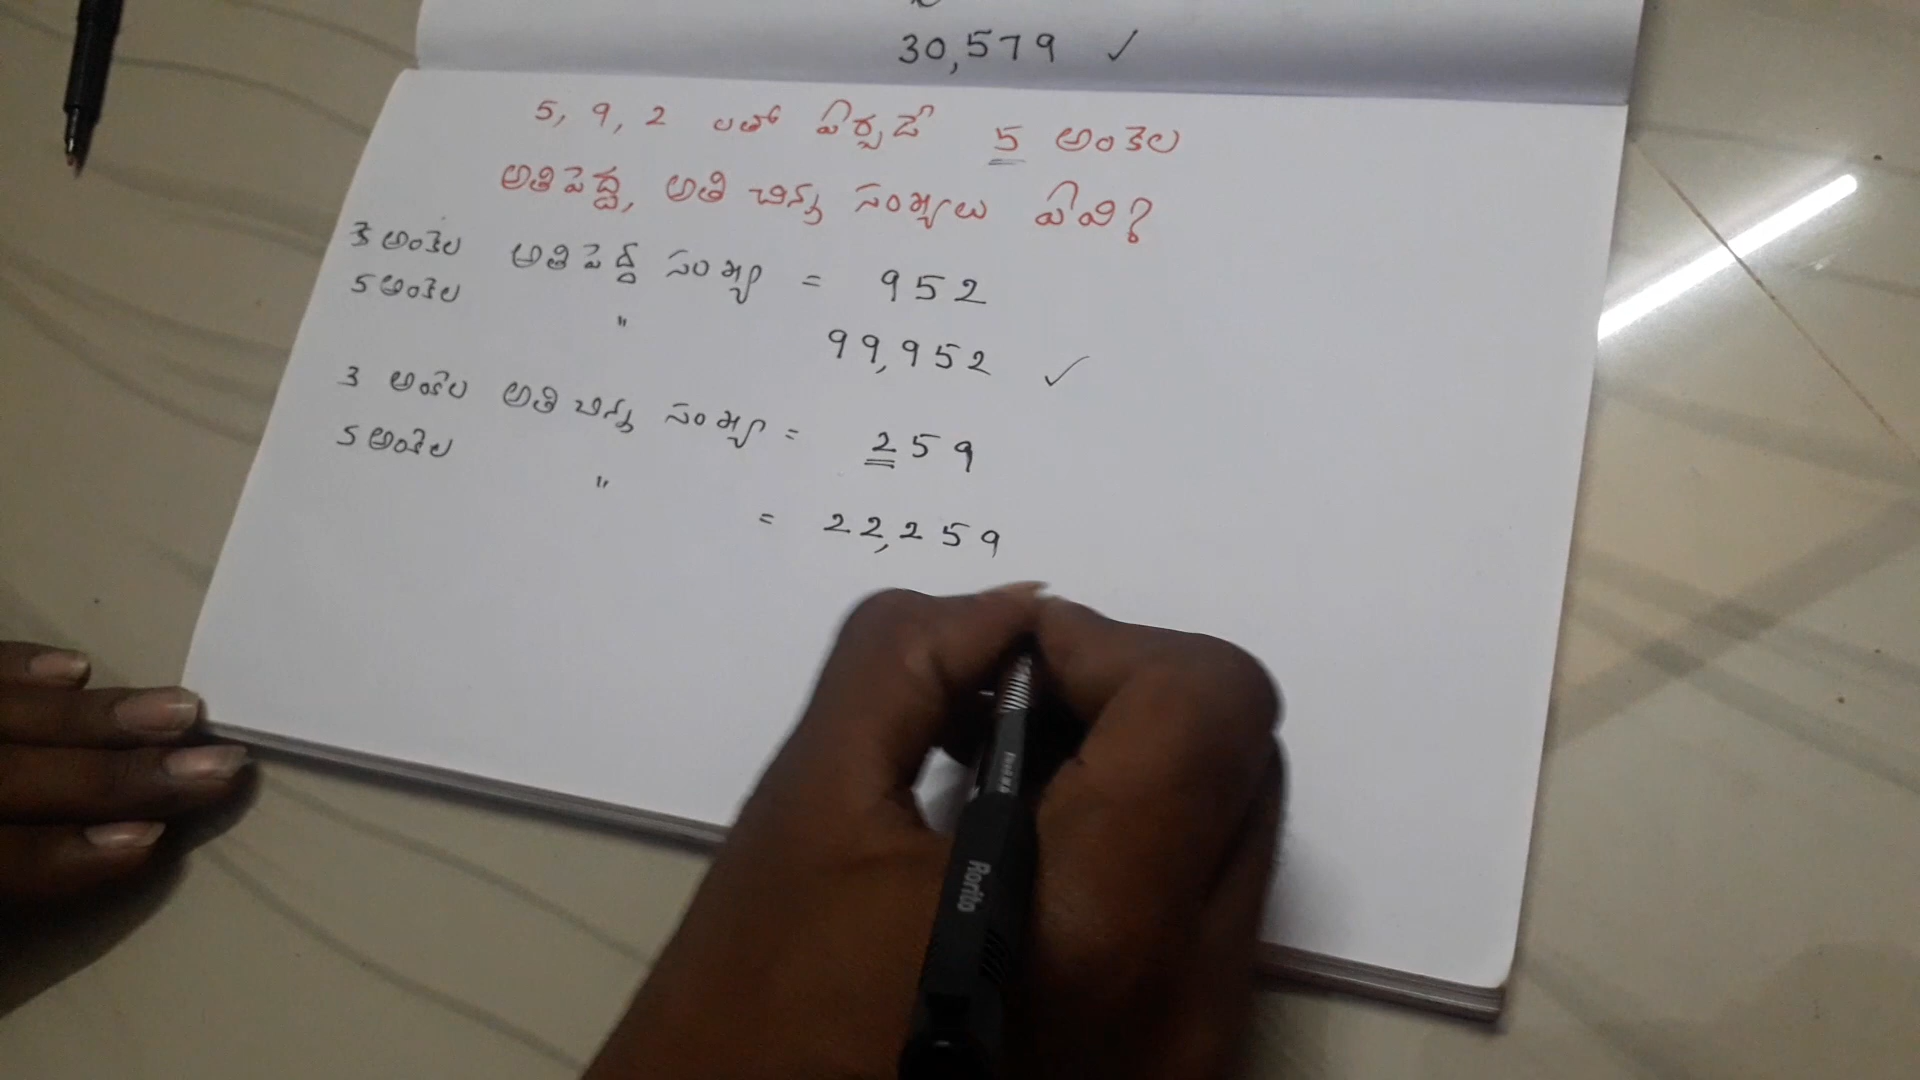 30,579 ✓
5, 9, 2 లతో ఏర్పడే 5 అంకెల
అతిపెద్ద, అతి చిన్న సంఖ్యలు ఏవి?
3 అంకెల అతిపెద్ద సంఖ్య = 952
5 అంకెల " 99,952 ✓
3 అంకెల అతి చిన్న సంఖ్య = 259
5 అంకెల " = 22,259
Rorito